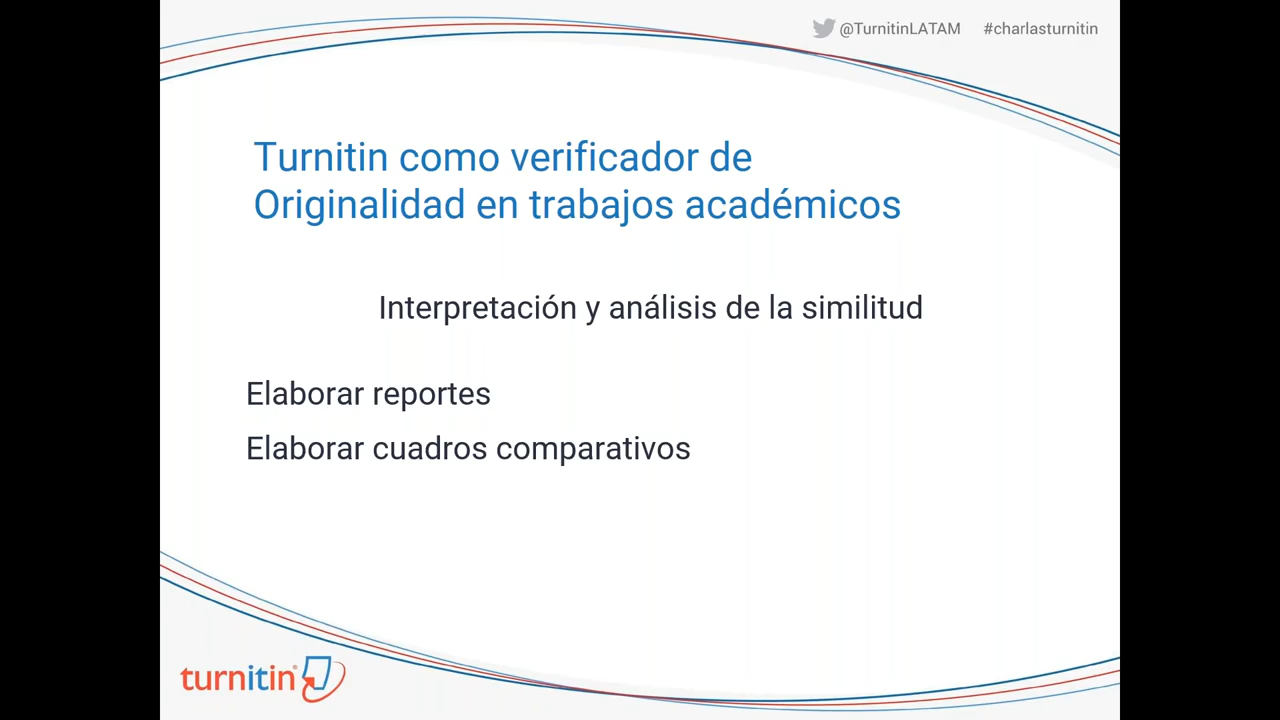 @TurnitinLATAM #charlasturnitin
Turnitin como verificador de
Originalidad en trabajos académicos
Interpretación y análisis de la similitud
Elaborar reportes
Elaborar cuadros comparativos
turnitin®